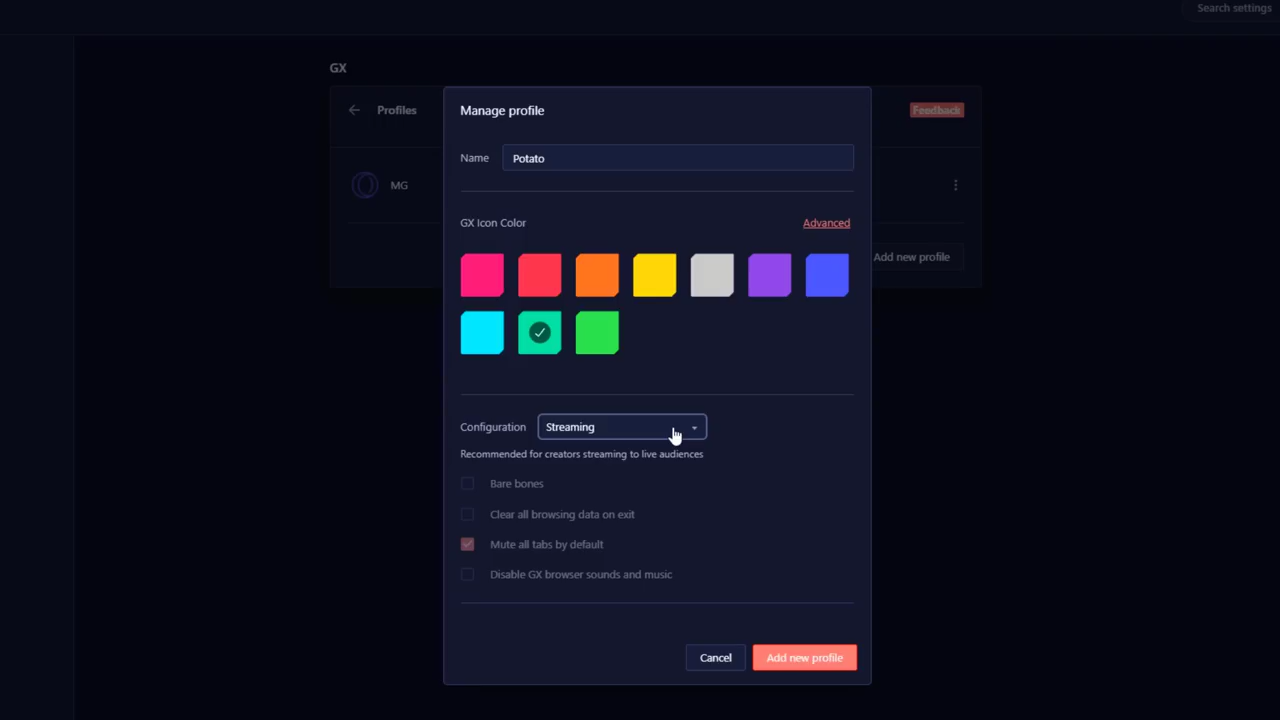 Search settings
GX
Profiles
Feedback
MG
Add new profile
Manage profile
Name
Potato
GX Icon Color
Advanced
Configuration
Streaming
Recommended for creators streaming to live audiences
Bare bones
Clear all browsing data on exit
Mute all tabs by default
Disable GX browser sounds and music
Cancel
Add new profile